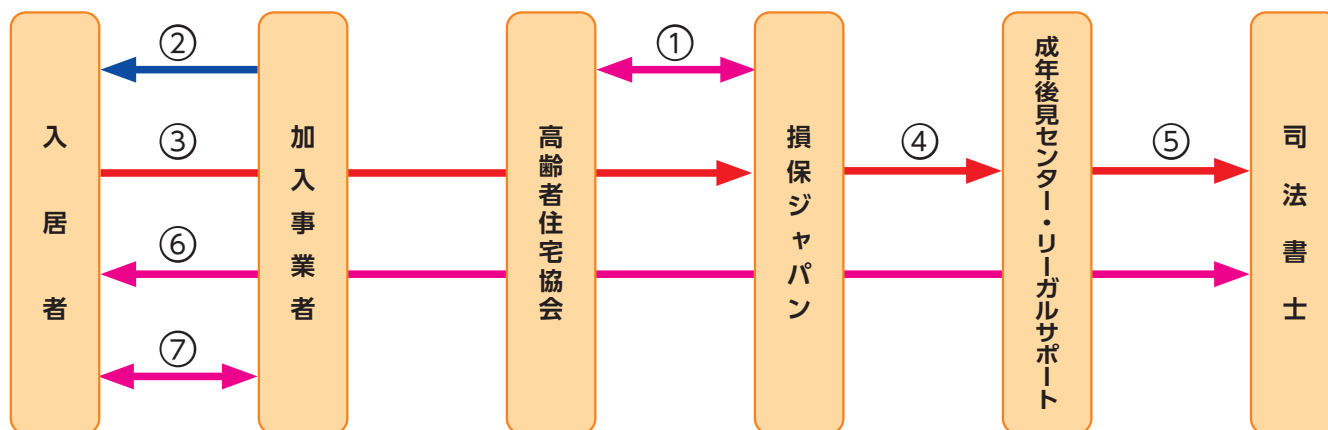 入居者
②
③
⑥
⑦
加入事業者
高齢者住宅協会
①
損保ジャパン
④
成年後見センター・リーガルサポート
⑤
司法書士